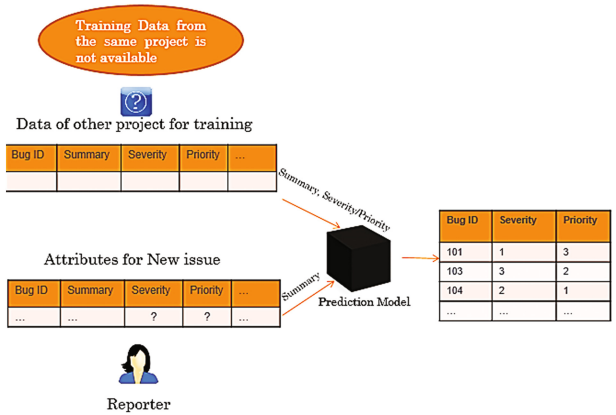 Training Data from
the same project is
not available
?
Data of other project for training
Bug ID Summary Severity Priority ...
Summary, Severity/Priority
Attributes for New issue
Bug ID Summary Severity Priority ...
... ... ? ? ...
Summary
Reporter
Prediction Model
Bug ID Severity Priority
101 1 3
103 3 2
104 2 1
... ... ...